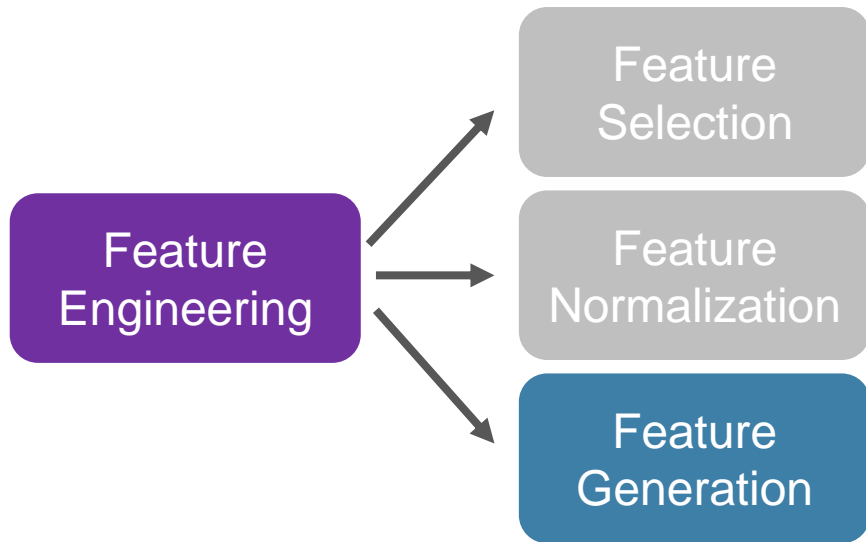 Feature
Engineering
Feature
Selection
Feature
Normalization
Feature
Generation